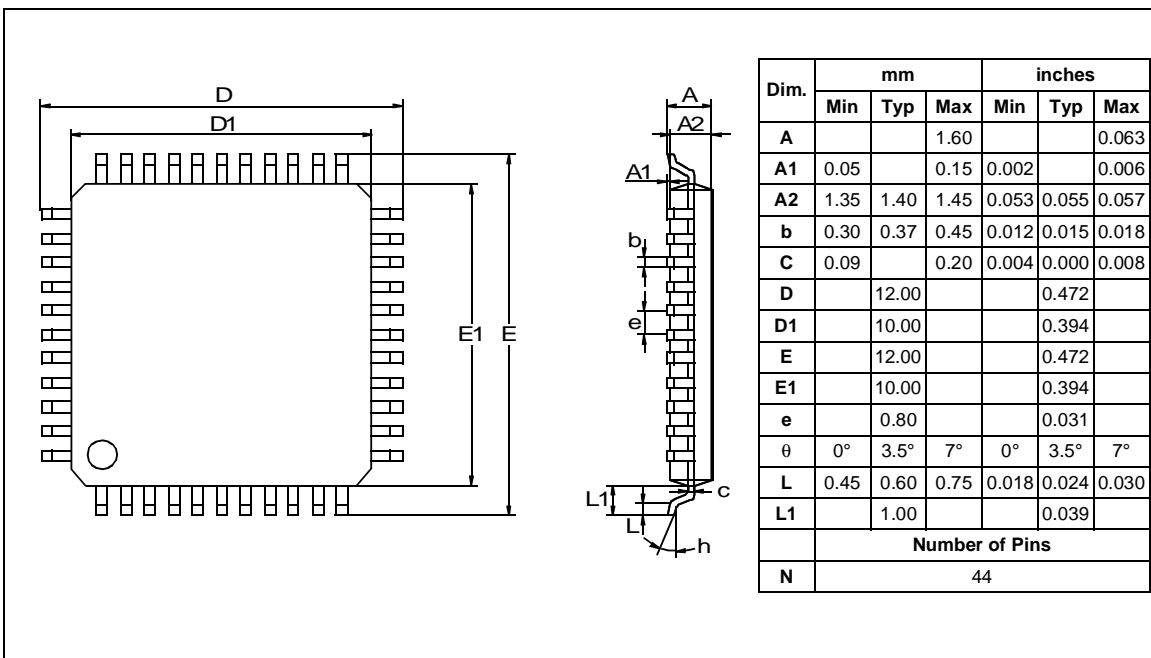 D
D1
E1 E
A
A2
A1
b
e
c
L1
L
h
Dim. mm inches
Min Typ Max Min Typ Max
A 1.60 0.063
A1 0.05 0.15 0.002 0.006
A2 1.35 1.40 1.45 0.053 0.055 0.057
b 0.30 0.37 0.45 0.012 0.015 0.018
C 0.09 0.20 0.004 0.000 0.008
D 12.00 0.472
D1 10.00 0.394
E 12.00 0.472
E1 10.00 0.394
e 0.80 0.031
θ 0° 3.5° 7° 0° 3.5° 7°
L 0.45 0.60 0.75 0.018 0.024 0.030
L1 1.00 0.039
Number of Pins
N 44